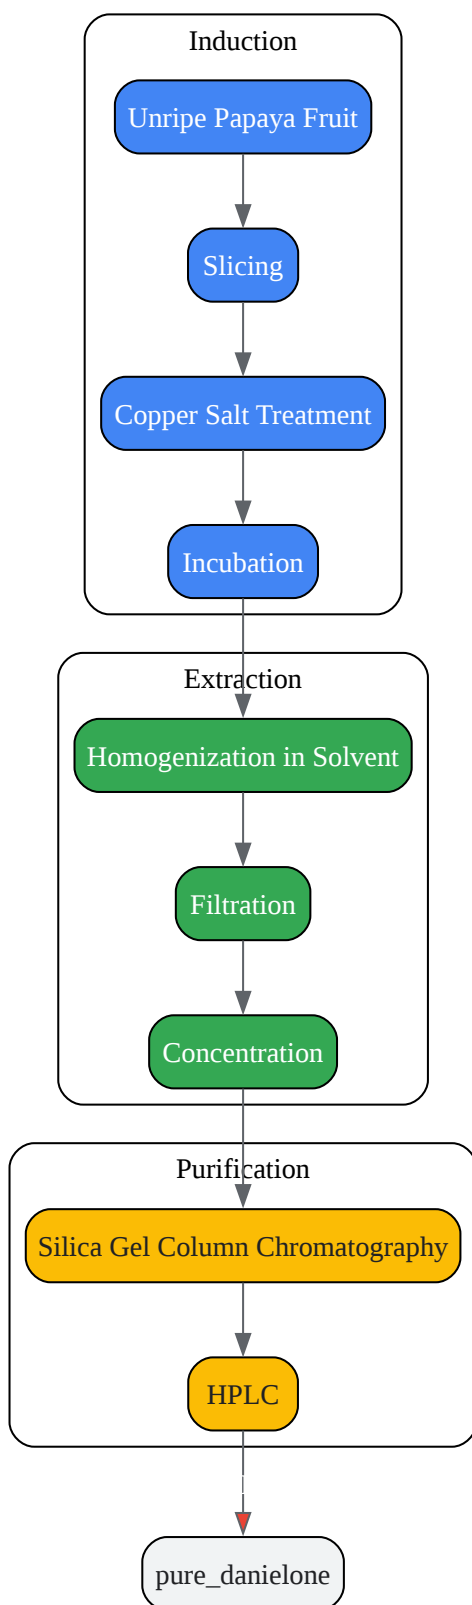 Induction
Unripe Papaya Fruit
Slicing
Copper Salt Treatment
Incubation
Extraction
Homogenization in Solvent
Filtration
Concentration
Purification
Silica Gel Column Chromatography
HPLC
pure_danielone